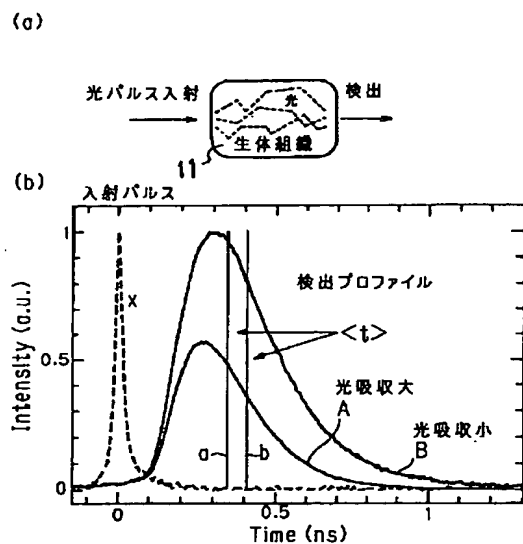 (a)
光パルス入射
光
検出
生体組織
11
(b)
入射パルス
Intensity (a.u.)
1
0.5
0
x
検出プロファイル
<t>
光吸収大
A
光吸収小
B
a
b
0
0.5
1
Time (ns)